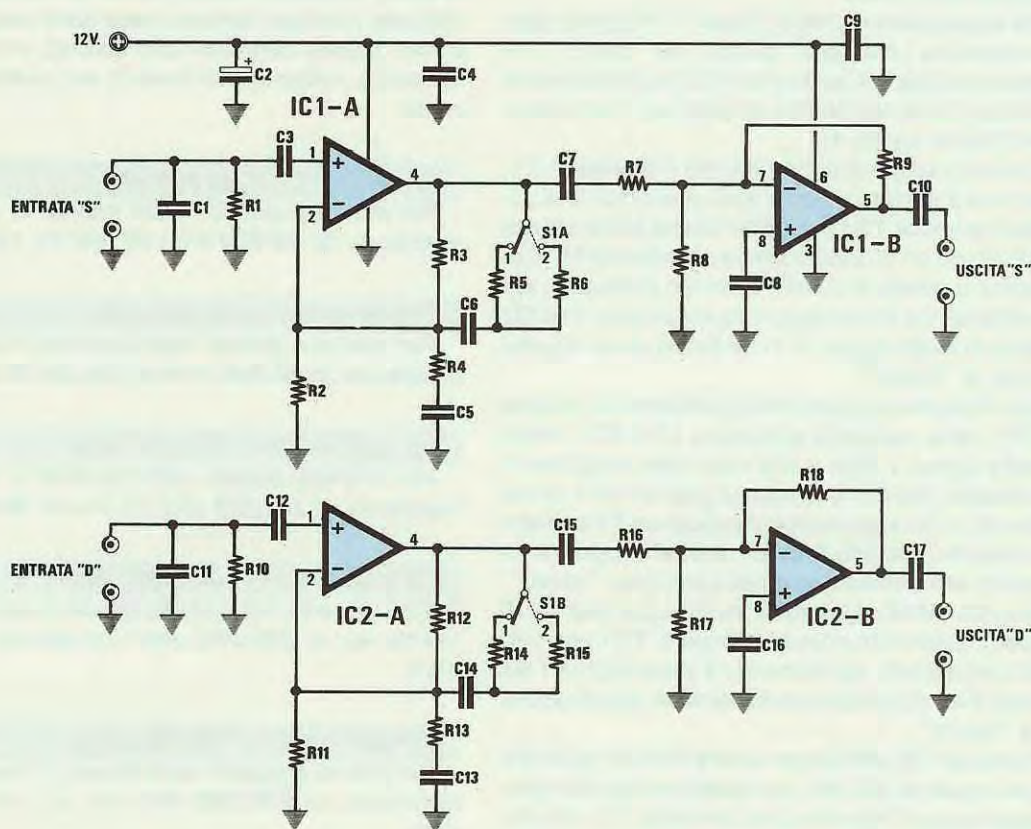 12V.
C2
C4
C9
IC1-A
C3
1
4
2
ENTRATA "S"
C1
R1
R3
C7
S1A
1
2
R5
R6
C6
R7
R8
7
6
8
3
5
R9
C10
IC1-B
C8
USCITA "S"
R2
R4
C5
C12
1
4
2
ENTRATA "D"
C11
R10
IC2-A
R12
C15
S1B
1
2
R14
R15
C14
R16
R17
R18
7
8
5
C17
IC2-B
C16
USCITA "D"
R11
R13
C13